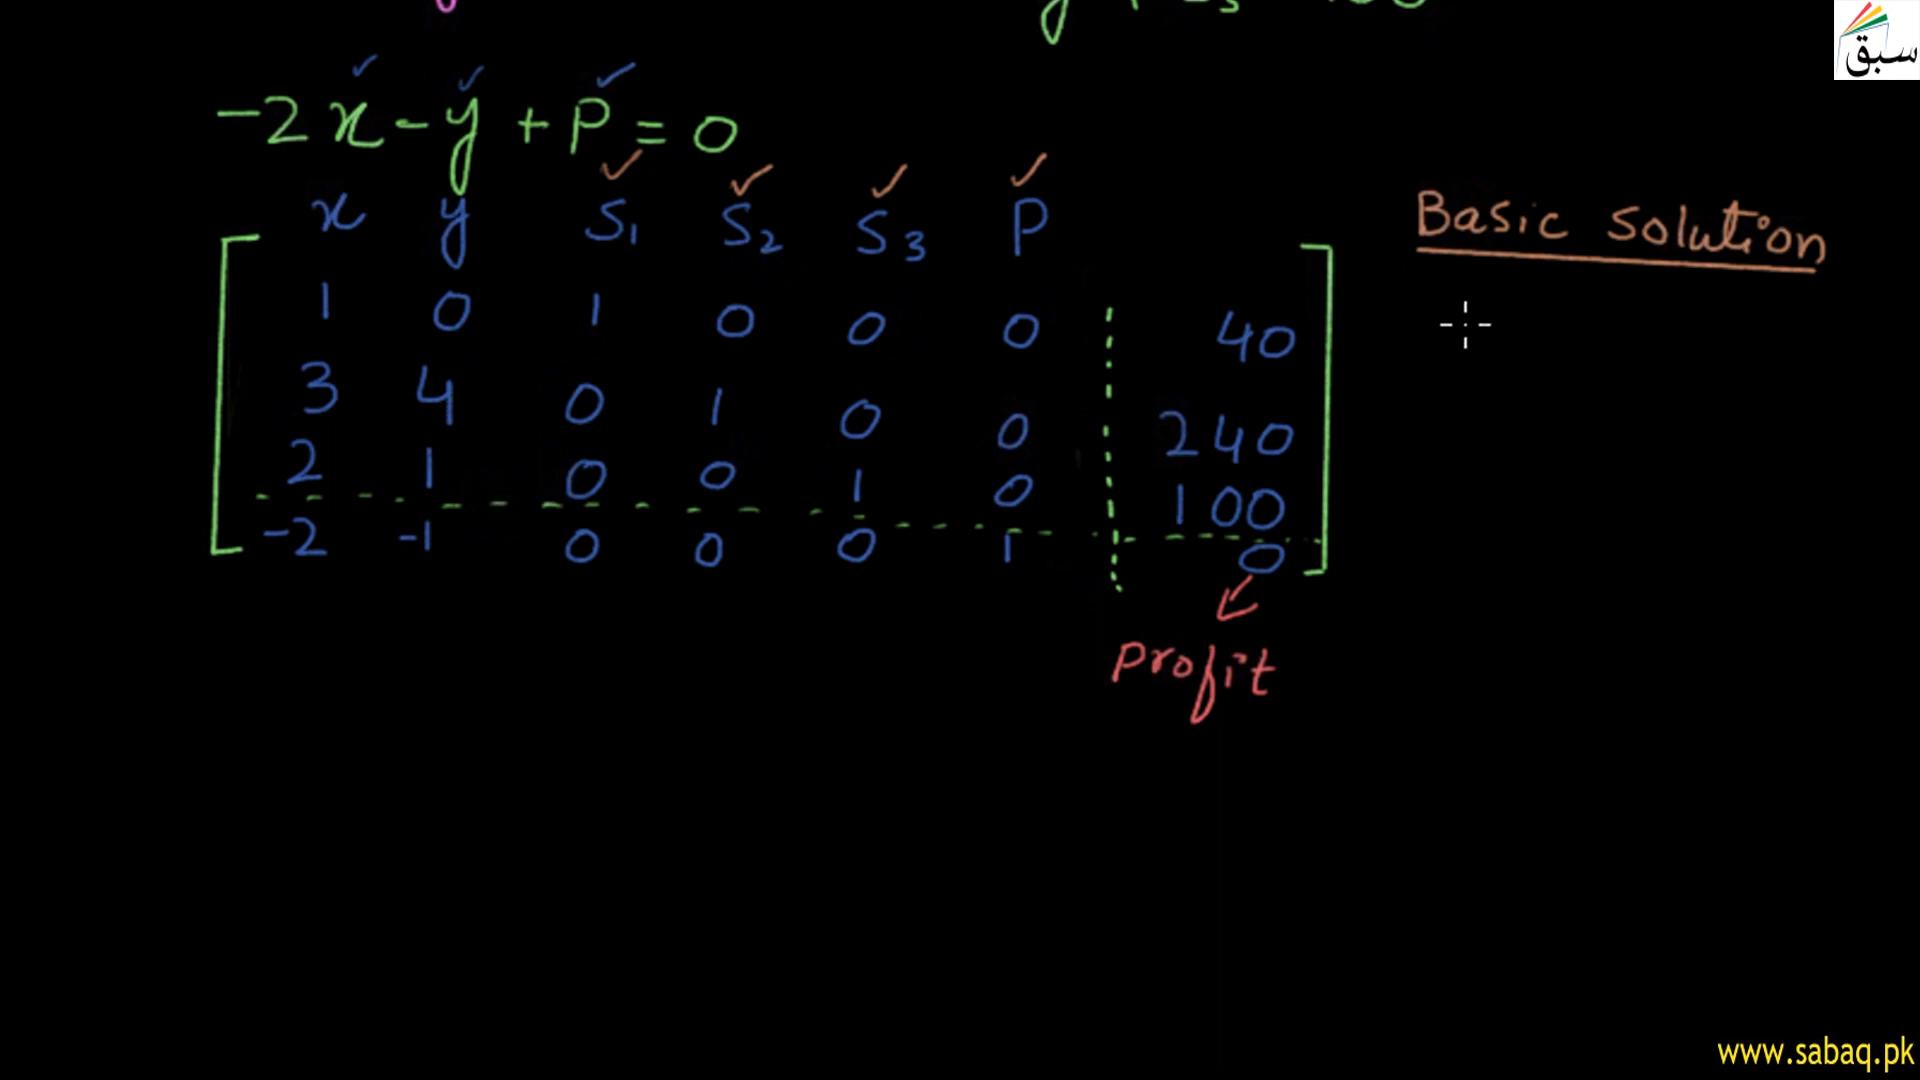 سبق
-2x - y + P = 0
x y S1 S2 S3 P
Basic Solution
1 0 1 0 0 0 40
3 4 0 1 0 0 240
2 1 0 0 1 0 100
-2 -1 0 0 0 1 0
Profit
www.sabaq.pk